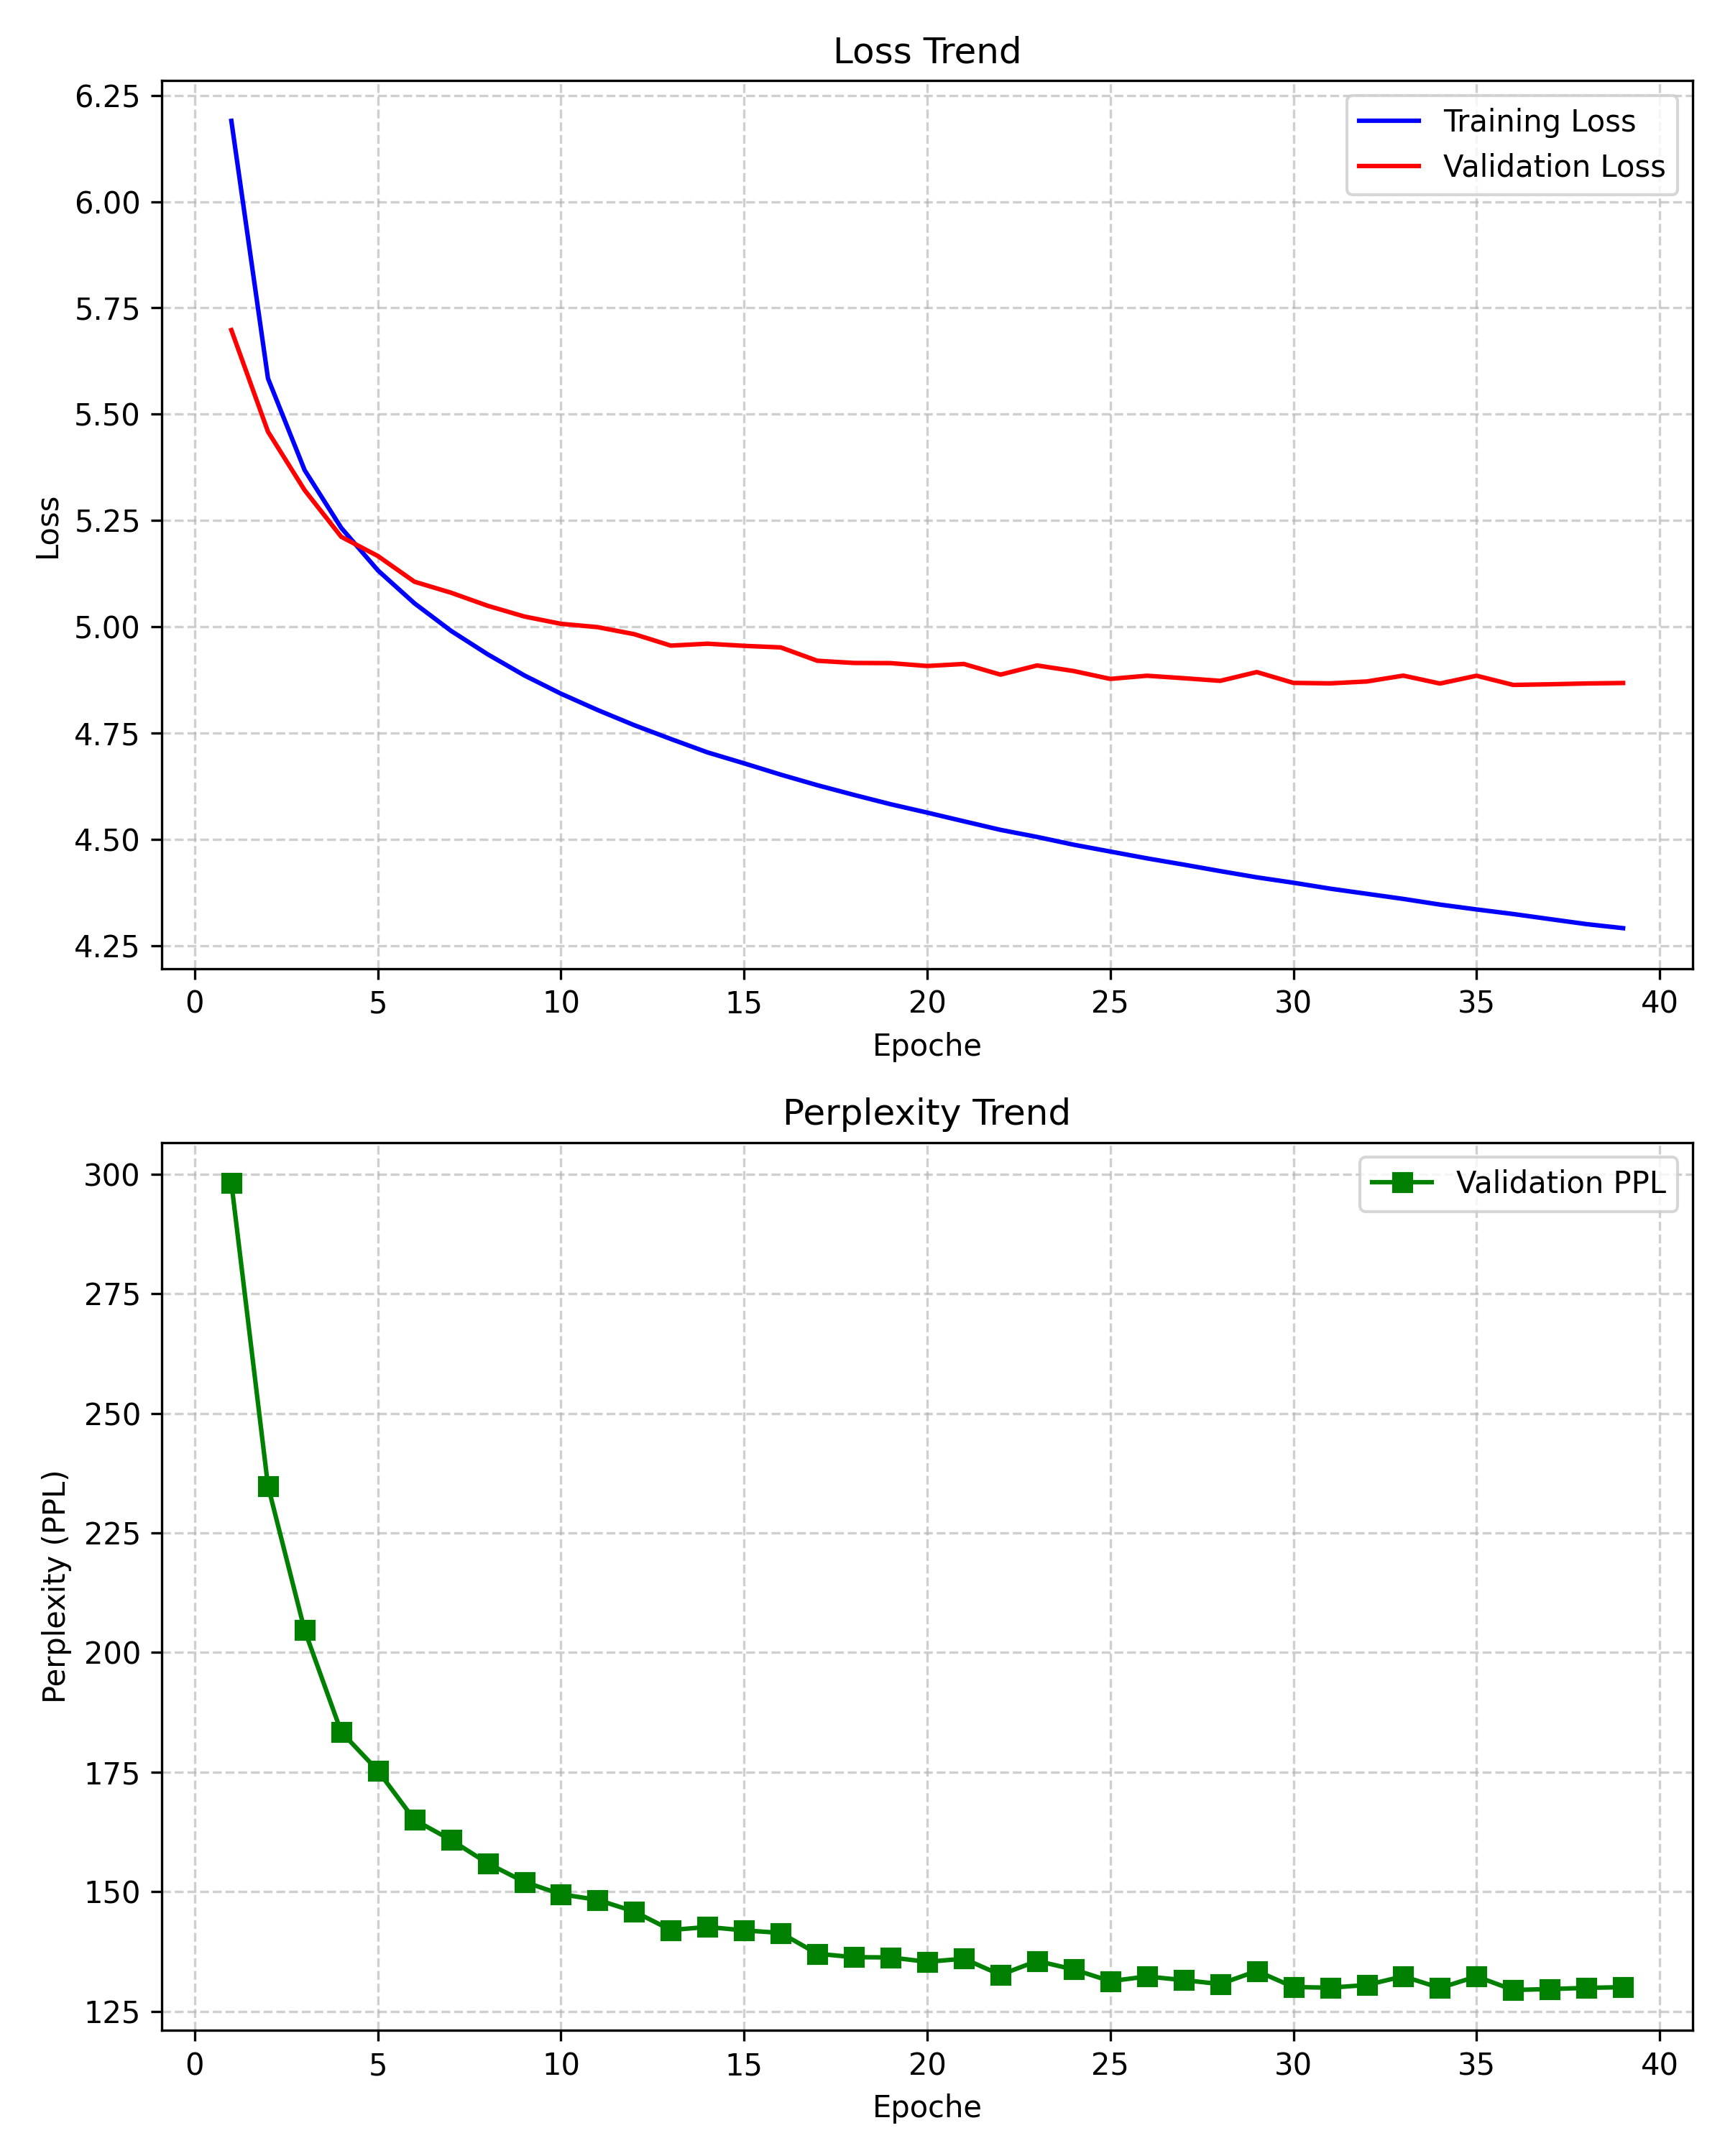 Loss Trend
6.25
6.00
5.75
5.50
5.25
5.00
4.75
4.50
4.25
Loss
Training Loss
Validation Loss
0 5 10 15 20 25 30 35 40
Epoche
Perplexity Trend
300
275
250
225
200
175
150
125
Perplexity (PPL)
Validation PPL
0 5 10 15 20 25 30 35 40
Epoche